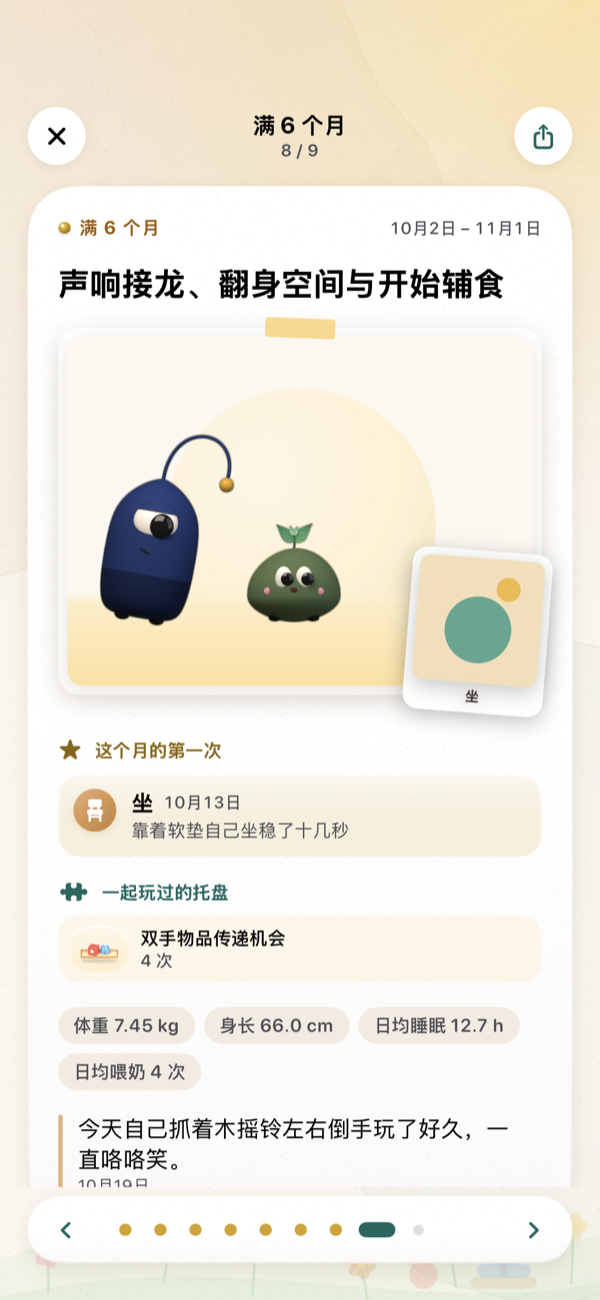 满 6 个月
8 / 9
满 6 个月
10月2日 – 11月1日
声响接龙、翻身空间与开始辅食
坐
这个月的第一次
坐 10月13日
靠着软垫自己坐稳了十几秒
一起玩过的托盘
双手物品传递机会
4 次
体重 7.45 kg
身长 66.0 cm
日均睡眠 12.7 h
日均喂奶 4 次
今天自己抓着木摇铃左右倒手玩了好久，一
直咯咯笑。
10月19日